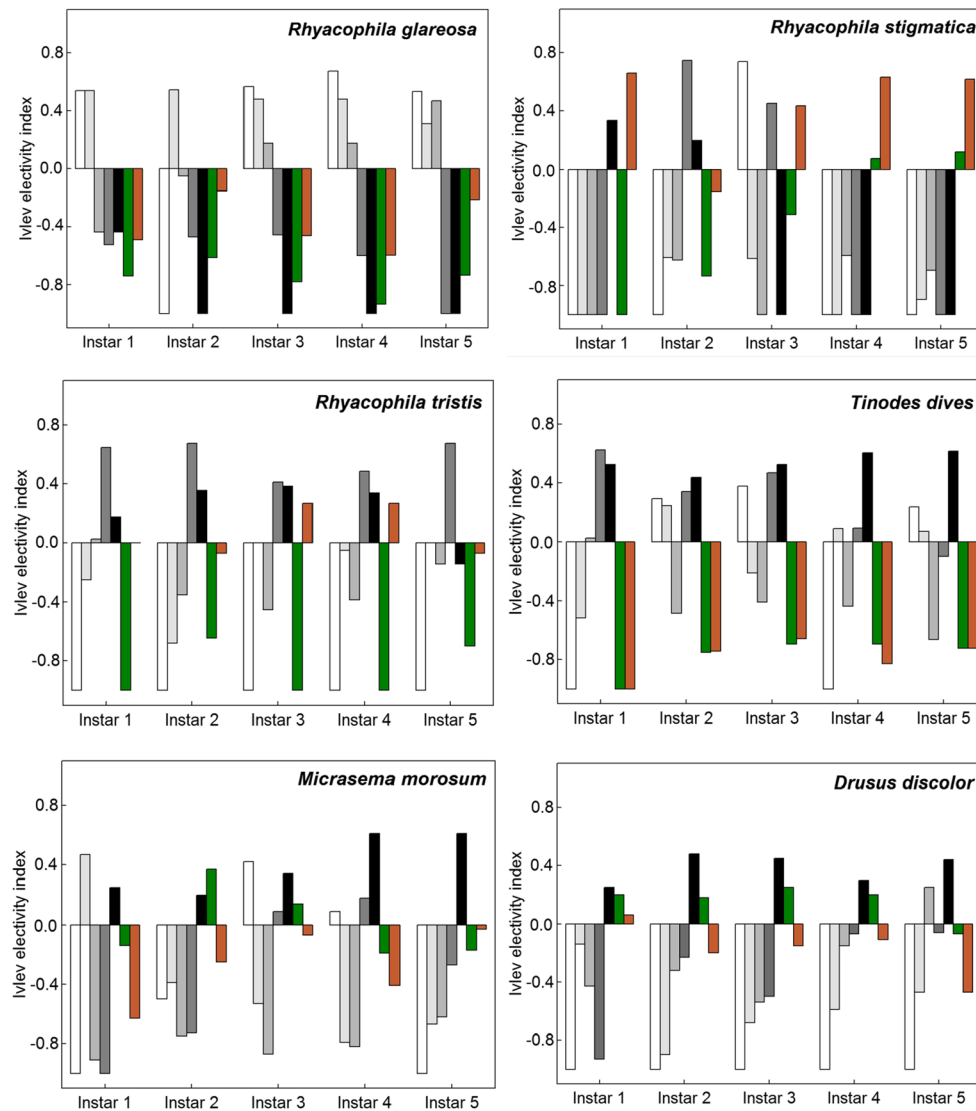 Rhyacophila glareosa
Ivlev electivity index
0.8
0.4
0.0
-0.4
-0.8
Instar 1 Instar 2 Instar 3 Instar 4 Instar 5
Rhyacophila stigmatica
Ivlev electivity index
0.8
0.4
0.0
-0.4
-0.8
Instar 1 Instar 2 Instar 3 Instar 4 Instar 5
Rhyacophila tristis
Ivlev electivity index
0.8
0.4
0.0
-0.4
-0.8
Instar 1 Instar 2 Instar 3 Instar 4 Instar 5
Tinodes dives
Ivlev electivity index
0.8
0.4
0.0
-0.4
-0.8
Instar 1 Instar 2 Instar 3 Instar 4 Instar 5
Micrasema morosum
Ivlev electivity index
0.8
0.4
0.0
-0.4
-0.8
Instar 1 Instar 2 Instar 3 Instar 4 Instar 5
Drusus discolor
Ivlev electivity index
0.8
0.4
0.0
-0.4
-0.8
Instar 1 Instar 2 Instar 3 Instar 4 Instar 5